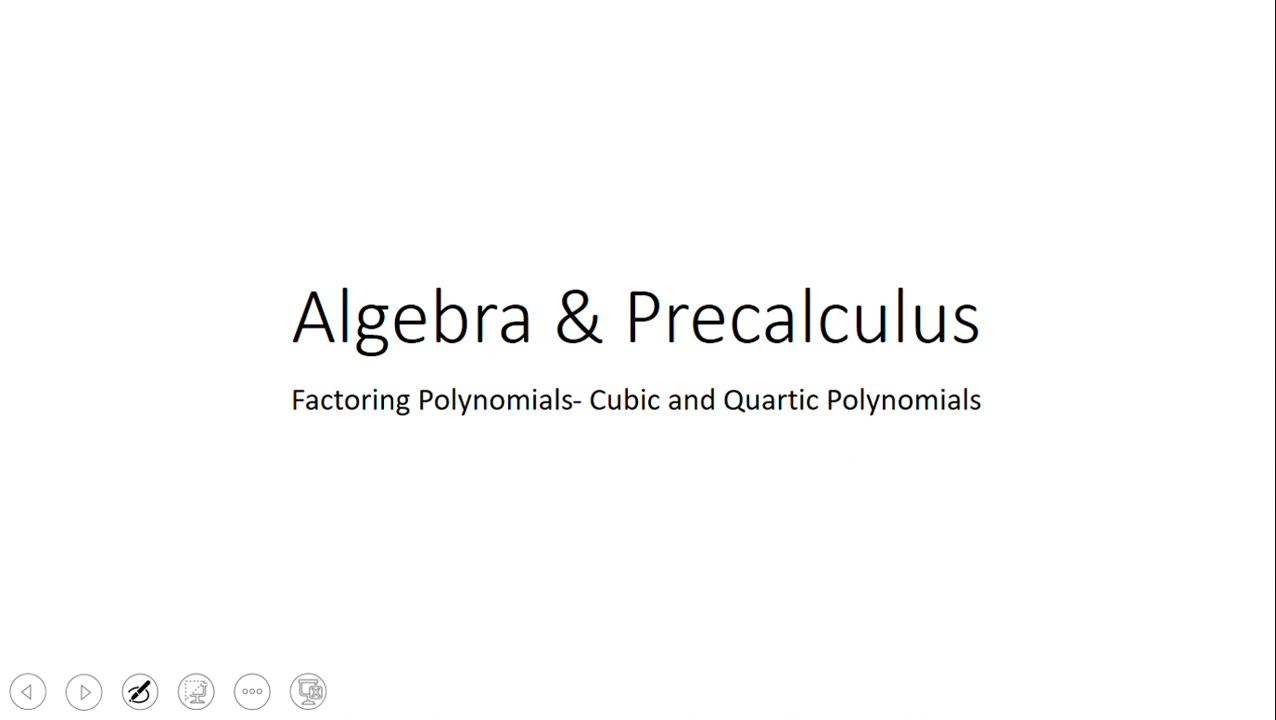 Algebra & Precalculus
Factoring Polynomials- Cubic and Quartic Polynomials